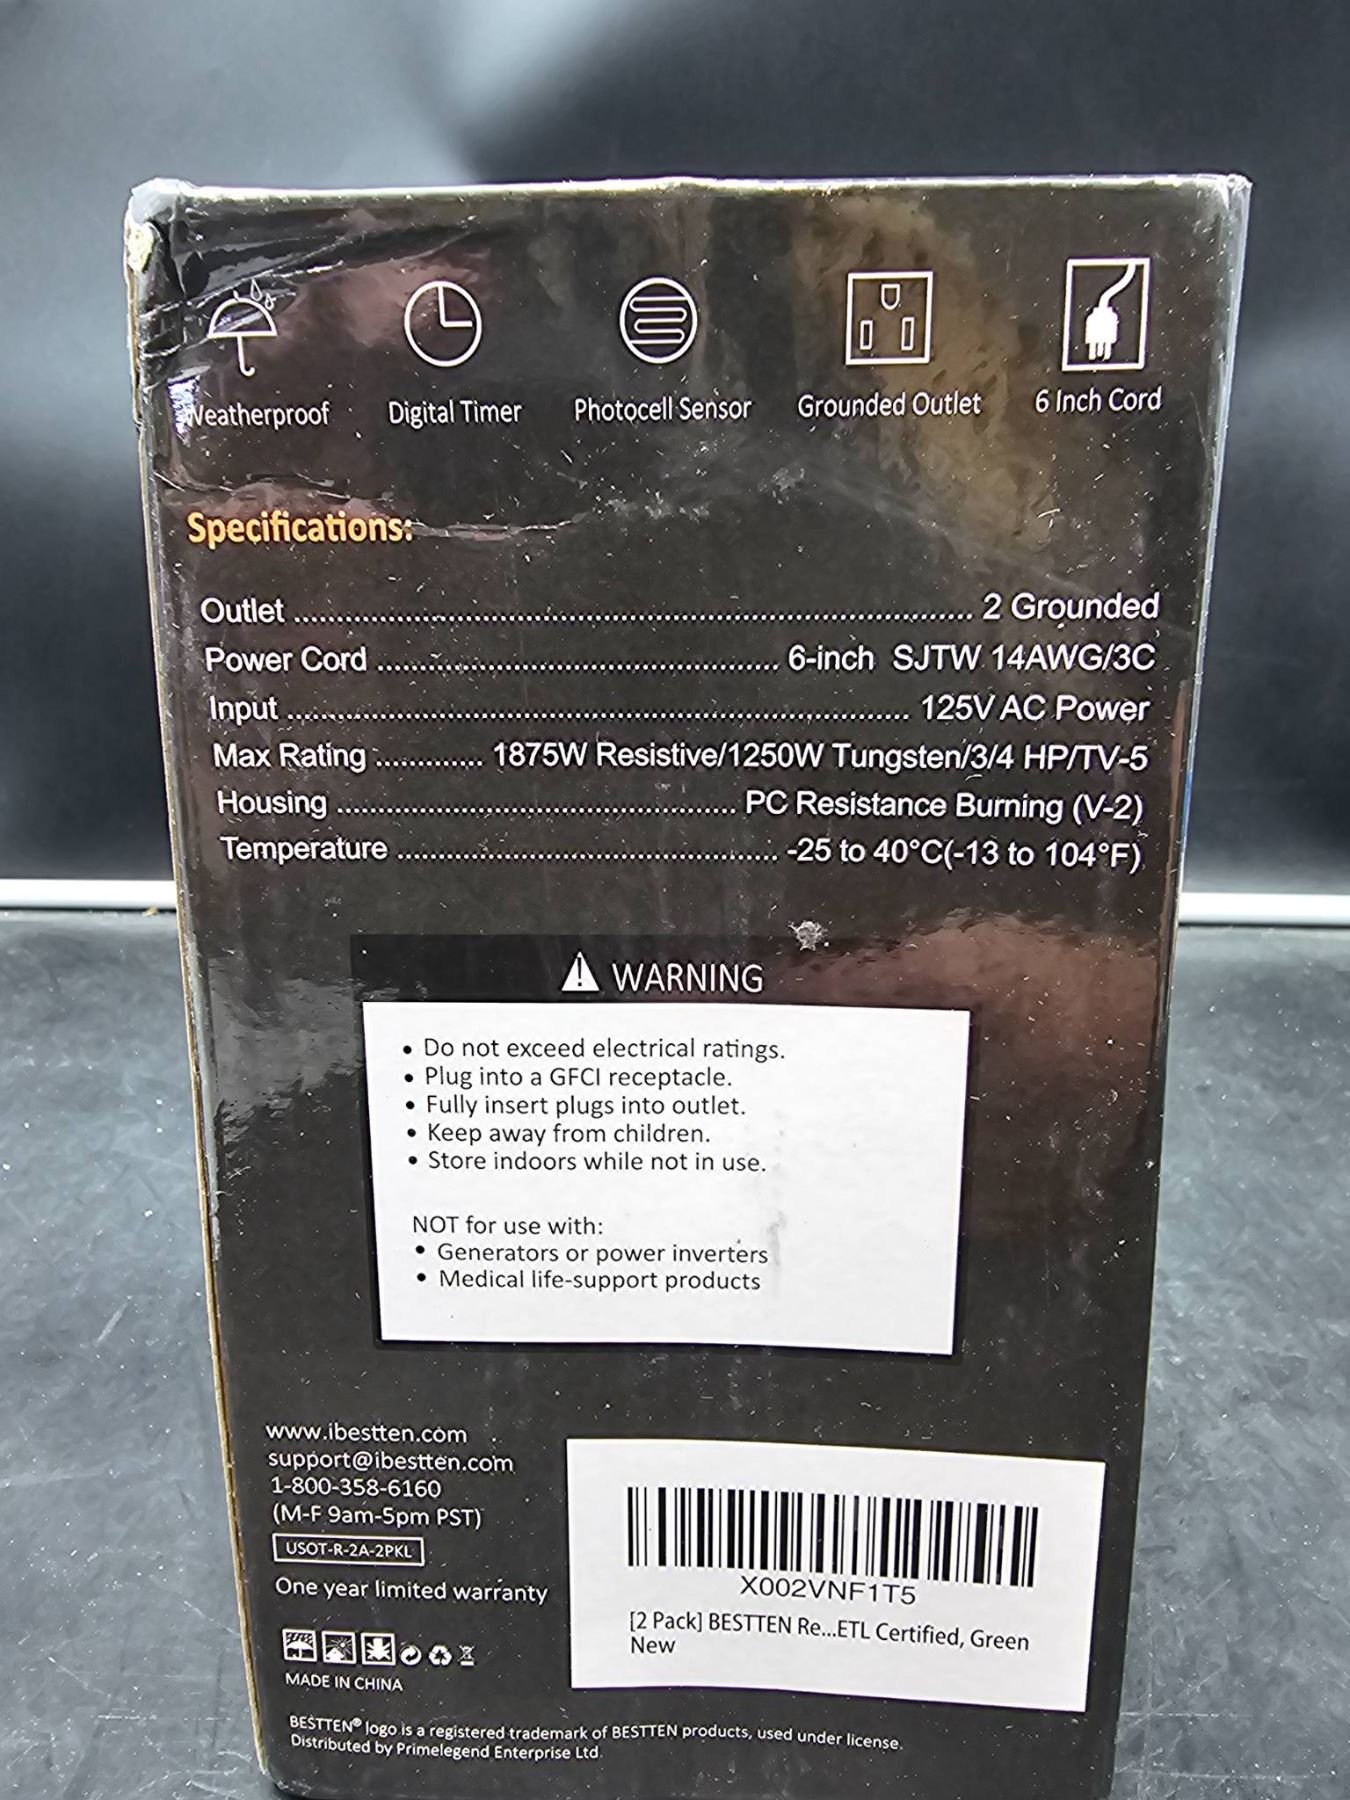 Weatherproof Digital Timer Photocell Sensor Grounded Outlet 6 Inch Cord
Specifications:
Outlet ........................................ 2 Grounded
Power Cord ........................................ 6-inch SJTW 14AWG/3C
Input ........................................ 125V AC Power
Max Rating ............. 1875W Resistive/1250W Tungsten/3/4 HP/TV-5
Housing ........................................ PC Resistance Burning (V-2)
Temperature ........................................ -25 to 40°C(-13 to 104°F)
WARNING
• Do not exceed electrical ratings.
• Plug into a GFCI receptacle.
• Fully insert plugs into outlet.
• Keep away from children.
• Store indoors while not in use.
NOT for use with:
• Generators or power inverters
• Medical life-support products
www.ibestten.com
support@ibestten.com
1-800-358-6160
(M-F 9am-5pm PST)
USOT-R-2A-2PKL
One year limited warranty
MADE IN CHINA
X002VNF1T5
[2 Pack] BESTTEN Re...ETL Certified, Green
New
BESTTEN® logo is a registered trademark of BESTTEN products, used under license.
Distributed by Primelegend Enterprise Ltd.